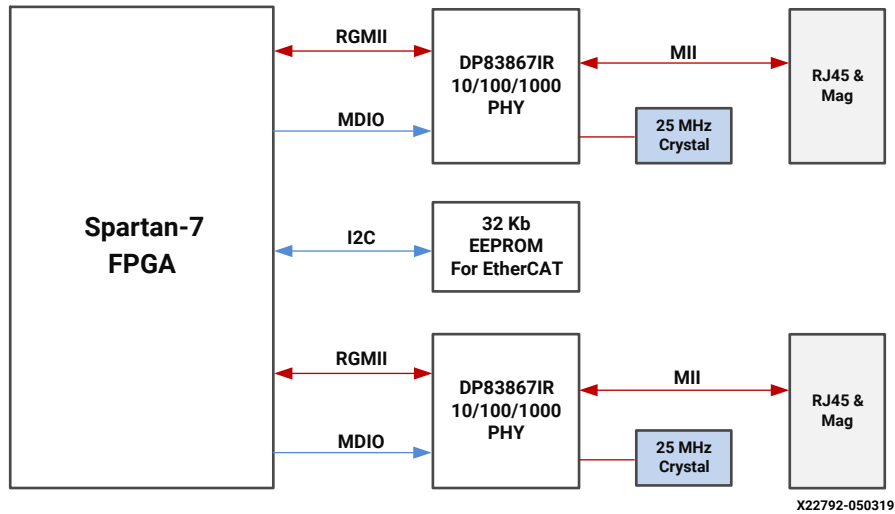 RGMII
DP83867IR
10/100/1000
PHY
MII
RJ45 &
Mag
MDIO
25 MHz
Crystal
Spartan-7
FPGA
I2C
32 Kb
EEPROM
For EtherCAT
RGMII
DP83867IR
10/100/1000
PHY
MII
RJ45 &
Mag
MDIO
25 MHz
Crystal
X22792-050319